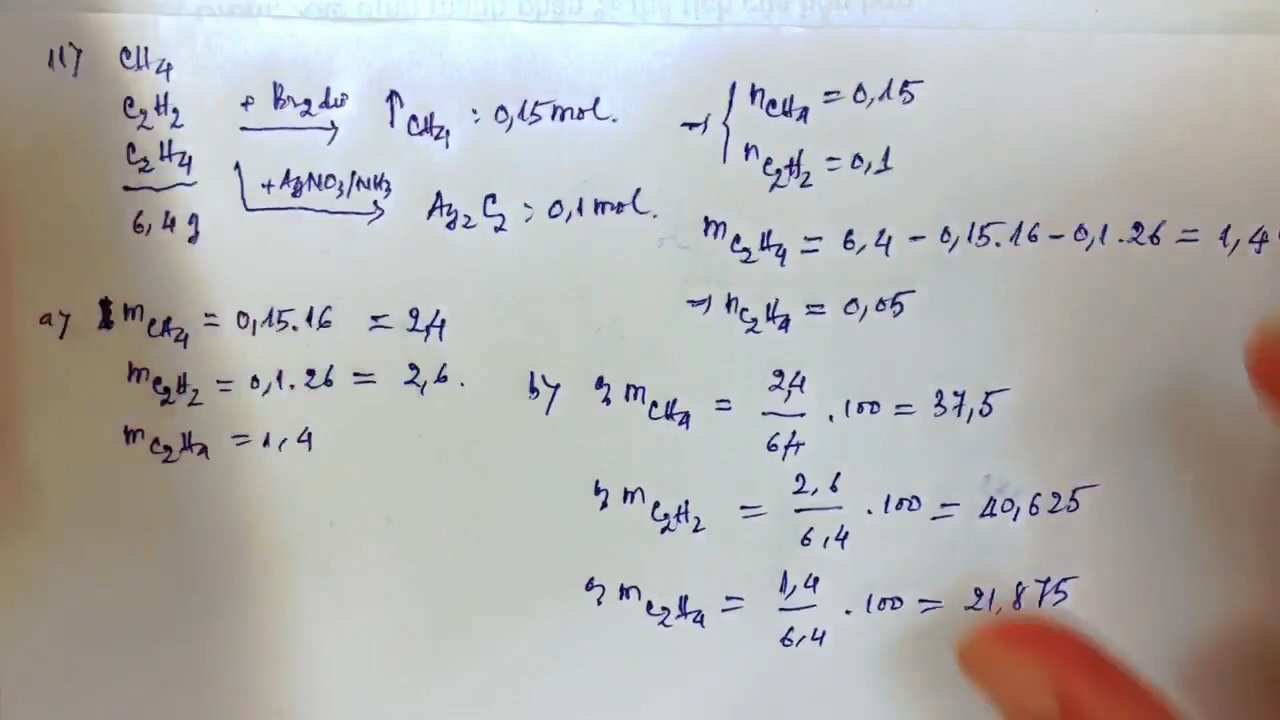 11) CH4
C2H2 + Br2 dư → ↑CH4 : 0,15 mol.
C2H4 + AgNO3/NH3 → Ag2C2 : 0,1 mol.
6,4 g
→ { nCH4 = 0,15
nC2H2 = 0,1
mC2H4 = 6,4 - 0,15.16 - 0,1.26 = 1,4
→ nC2H4 = 0,05
a) mCH4 = 0,15.16 = 2,4
mC2H2 = 0,1.26 = 2,6.
mC2H4 = 1,4
b) % mCH4 = 2,4/6,4 . 100 = 37,5
% mC2H2 = 2,6/6,4 . 100 = 40,625
% mC2H4 = 1,4/6,4 . 100 = 21,875